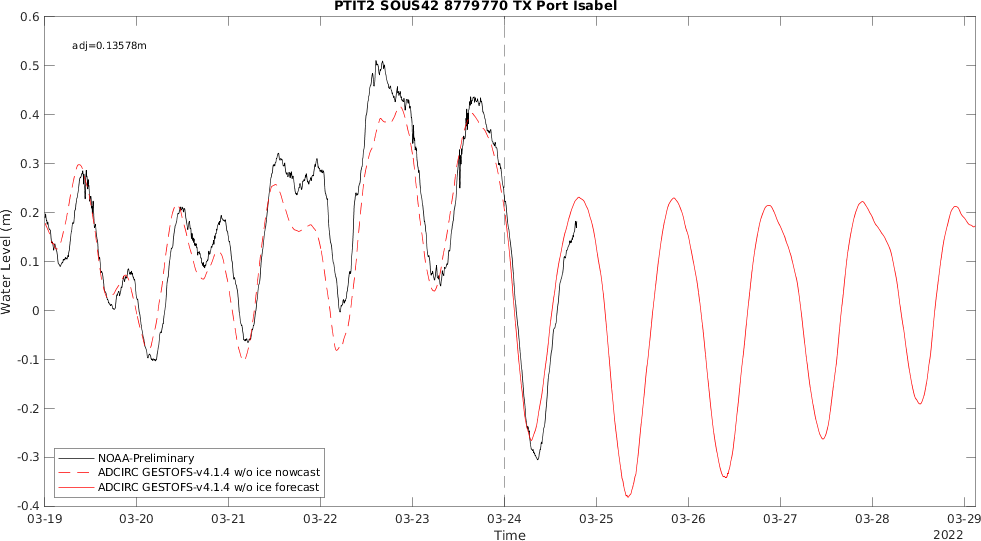 PTIT2 SOUS42 8779770 TX Port Isabel
adj=0.13578m
0.6
0.5
0.4
0.3
0.2
0.1
0
-0.1
-0.2
-0.3
-0.4
Water Level (m)
NOAA-Preliminary
ADCIRC GESTOFS-v4.1.4 w/o ice nowcast
ADCIRC GESTOFS-v4.1.4 w/o ice forecast
03-19 03-20 03-21 03-22 03-23 03-24 03-25 03-26 03-27 03-28 03-29
Time
2022